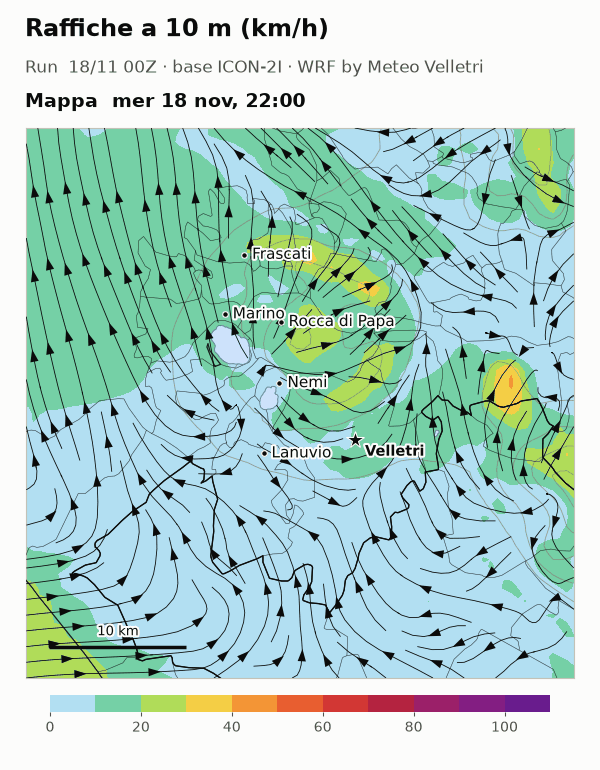 Raffiche a 10 m (km/h)
Run  18/11 00Z · base ICON-2I · WRF by Meteo Velletri
Mappa  mer 18 nov, 22:00
Frascati
Marino
Rocca di Papa
Nemi
Velletri
Lanuvio
10 km
0 20 40 60 80 100